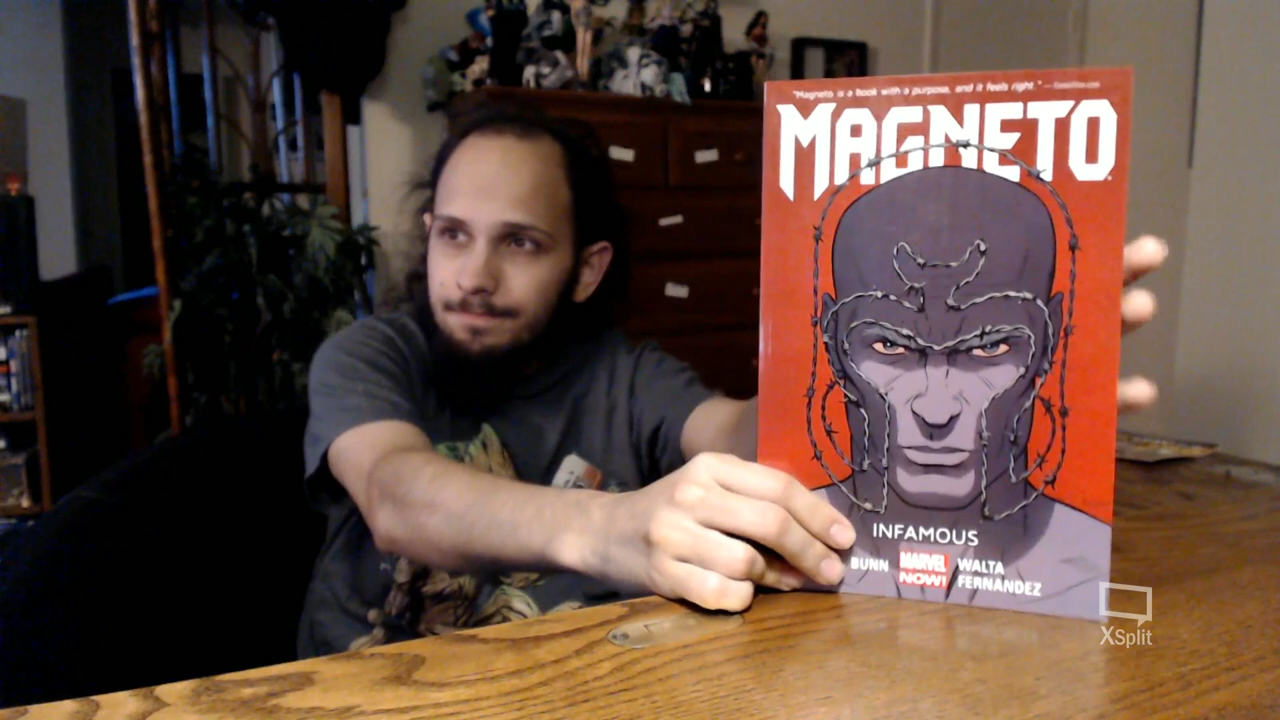 "Magneto is a book with a purpose, and it feels right."
MAGNETO
INFAMOUS
BUNN
MARVEL
NOW!
WALTA
FERNANDEZ
XSplit